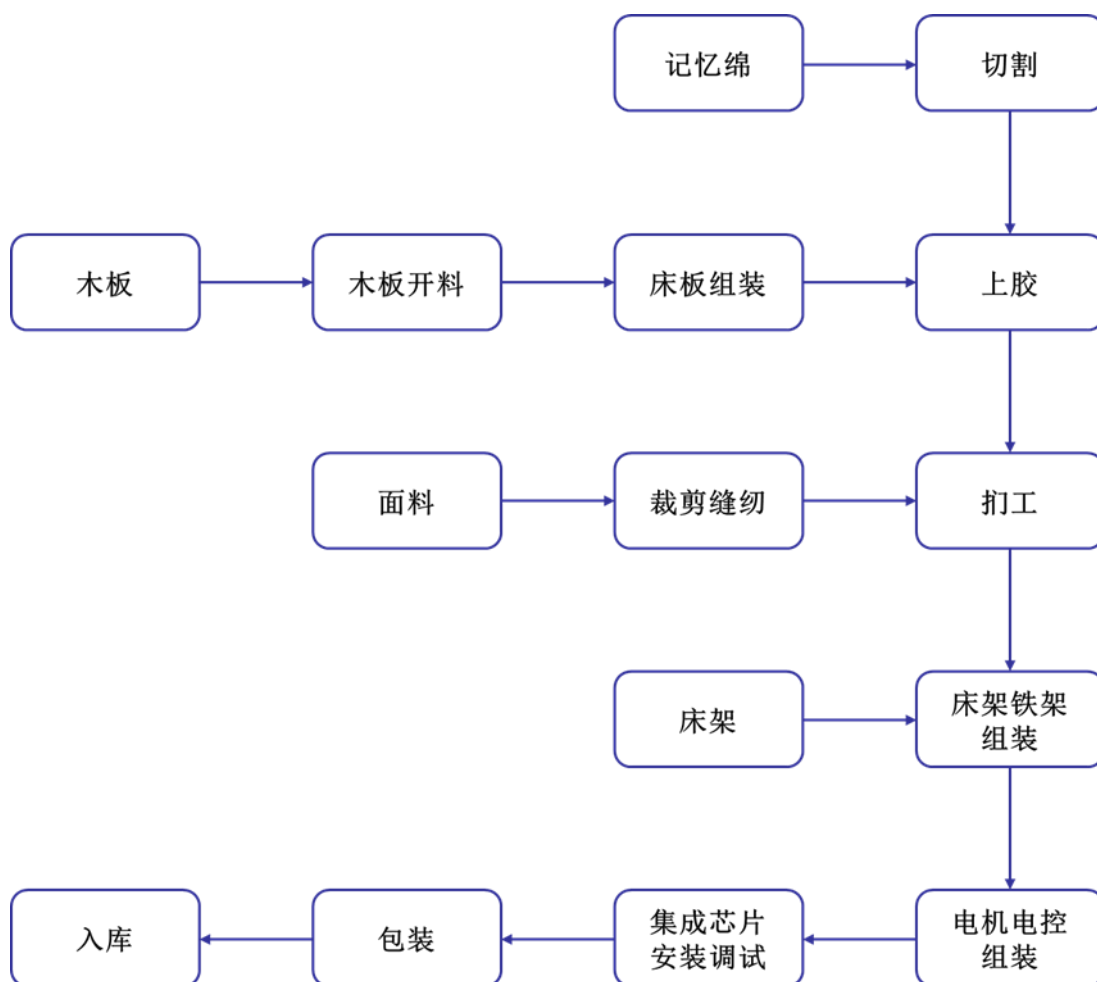 记忆绵
切割
木板
木板开料
床板组装
上胶
面料
裁剪缝纫
扪工
床架
床架铁架
组装
入库
包装
集成芯片
安装调试
电机电控
组装